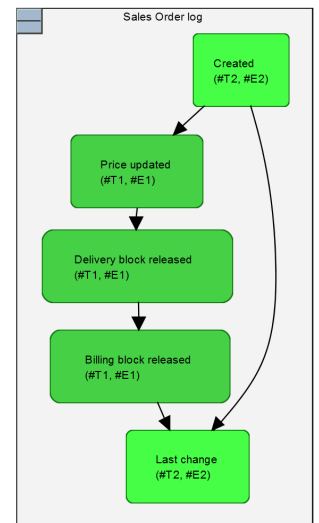 Sales Order log
Created
(#T2, #E2)
Price updated
(#T1, #E1)
Delivery block released
(#T1, #E1)
Billing block released
(#T1, #E1)
Last change
(#T2, #E2)